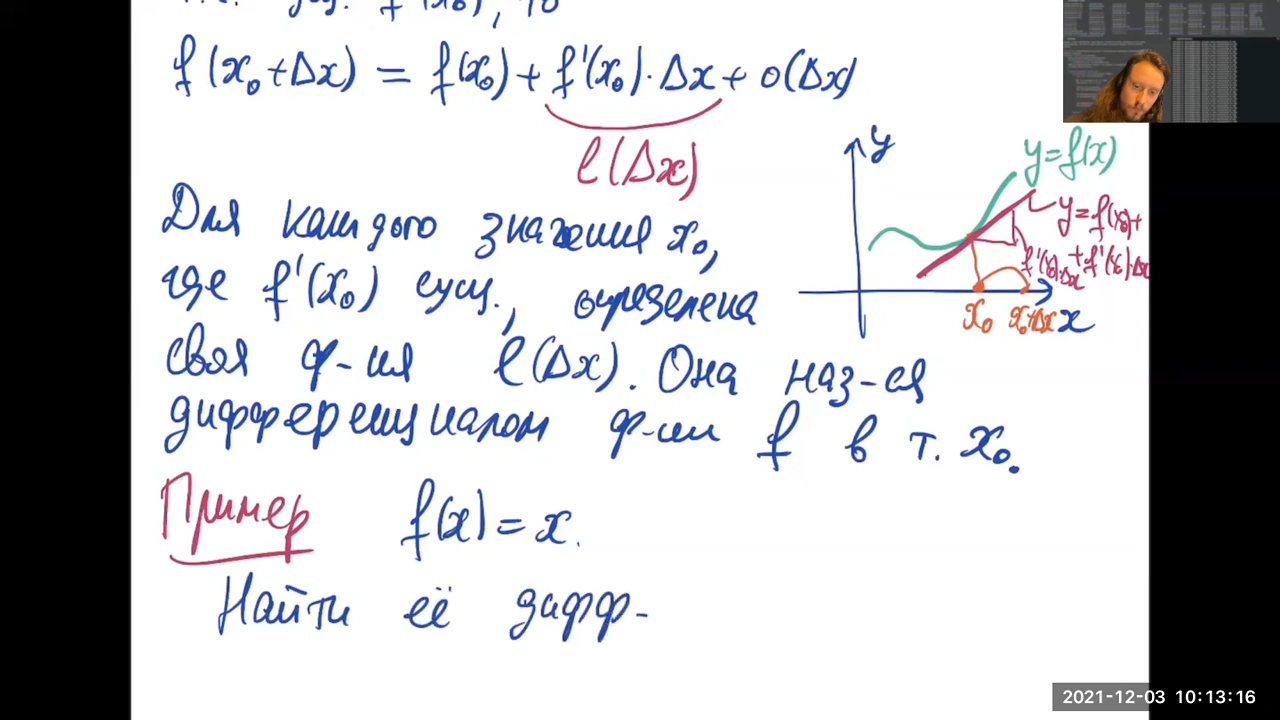 f(x₀+Δx) = f(x₀) + f'(x₀)·Δx + o(Δx)
l(Δx)
y
y=f(x)
y=f(x₀)+
+f'(x₀)·Δx
f'(x₀)·Δx
x₀ x₀+Δx x
Для каждого значения x₀,
где f'(x₀) сущ., определена
своя ф-ия l(Δx). Она наз-ся
дифференциалом ф-ии f в т. x₀.
Пример f(x) = x.
Найти её дифф-
2021-12-03 10:13:16